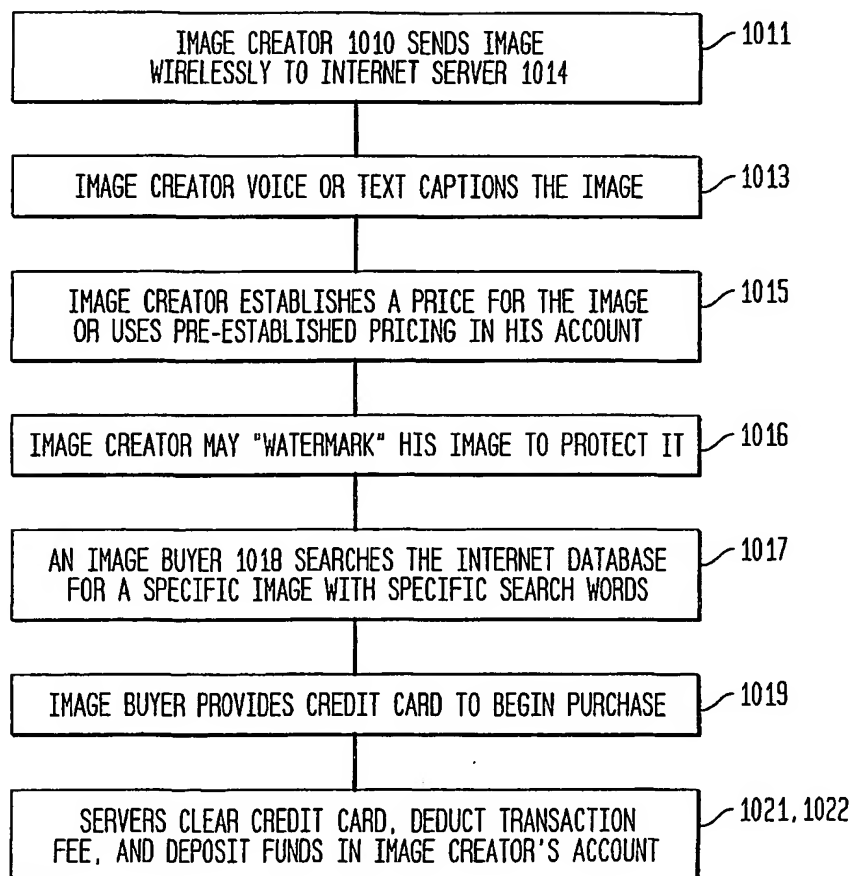 IMAGE CREATOR 1010 SENDS IMAGE
WIRELESSLY TO INTERNET SERVER 1014
1011
IMAGE CREATOR VOICE OR TEXT CAPTIONS THE IMAGE
1013
IMAGE CREATOR ESTABLISHES A PRICE FOR THE IMAGE
OR USES PRE-ESTABLISHED PRICING IN HIS ACCOUNT
1015
IMAGE CREATOR MAY "WATERMARK" HIS IMAGE TO PROTECT IT
1016
AN IMAGE BUYER 1018 SEARCHES THE INTERNET DATABASE
FOR A SPECIFIC IMAGE WITH SPECIFIC SEARCH WORDS
1017
IMAGE BUYER PROVIDES CREDIT CARD TO BEGIN PURCHASE
1019
SERVERS CLEAR CREDIT CARD, DEDUCT TRANSACTION
FEE, AND DEPOSIT FUNDS IN IMAGE CREATOR'S ACCOUNT
1021, 1022